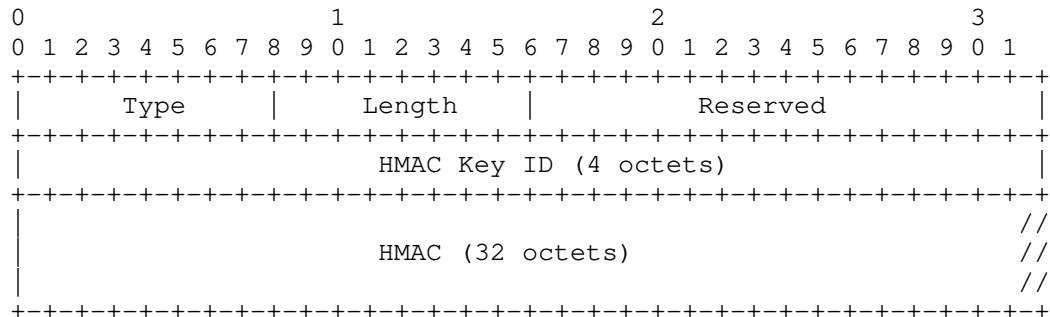 0                   1                   2                   3
0 1 2 3 4 5 6 7 8 9 0 1 2 3 4 5 6 7 8 9 0 1 2 3 4 5 6 7 8 9 0 1
+-+-+-+-+-+-+-+-+-+-+-+-+-+-+-+-+-+-+-+-+-+-+-+-+-+-+-+-+-+-+-+-+
|      Type     |     Length    |          Reserved             |
+-+-+-+-+-+-+-+-+-+-+-+-+-+-+-+-+-+-+-+-+-+-+-+-+-+-+-+-+-+-+-+-+
|                      HMAC Key ID (4 octets)                   |
+-+-+-+-+-+-+-+-+-+-+-+-+-+-+-+-+-+-+-+-+-+-+-+-+-+-+-+-+-+-+-+-+
|                                                              //
|                      HMAC (32 octets)                        //
|                                                              //
+-+-+-+-+-+-+-+-+-+-+-+-+-+-+-+-+-+-+-+-+-+-+-+-+-+-+-+-+-+-+-+-+